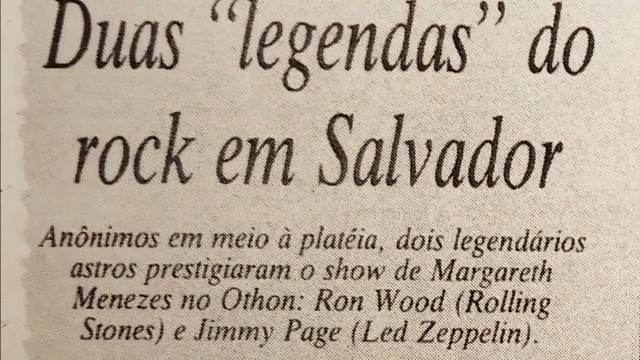 Duas “legendas” do
rock em Salvador
Anônimos em meio à platéia, dois legendários
astros prestigiaram o show de Margareth
Menezes no Othon: Ron Wood (Rolling
Stones) e Jimmy Page (Led Zeppelin).